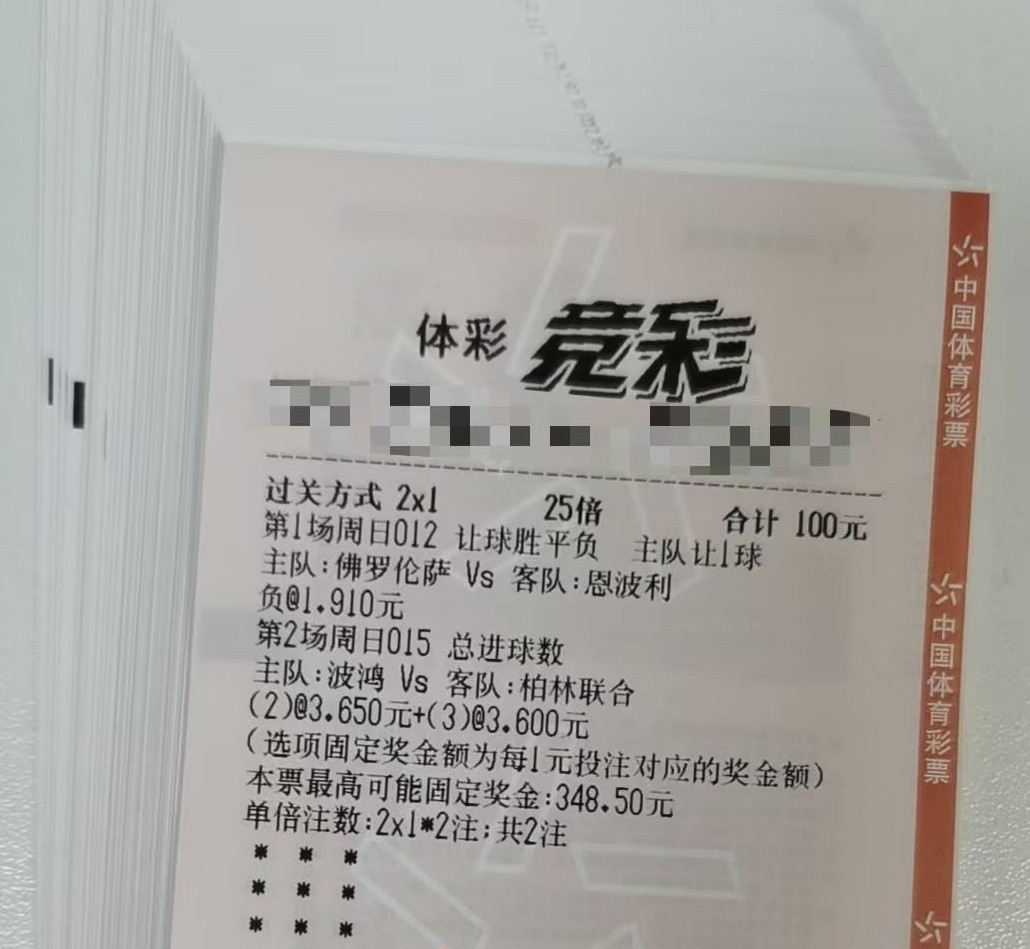 体彩 竞彩
过关方式 2x1 25倍 合计 100元
第1场周日012 让球胜平负 主队让1球
主队:佛罗伦萨 Vs 客队:恩波利
负@1.910元
第2场周日015 总进球数
主队:波鸿 Vs 客队:柏林联合
(2)@3.650元+(3)@3.600元
(选项固定奖金额为每1元投注对应的奖金额)
本票最高可能固定奖金:348.50元
单倍注数:2x1*2注;共2注
* * *
* * *
* * *
中国体育彩票
中国体育彩票